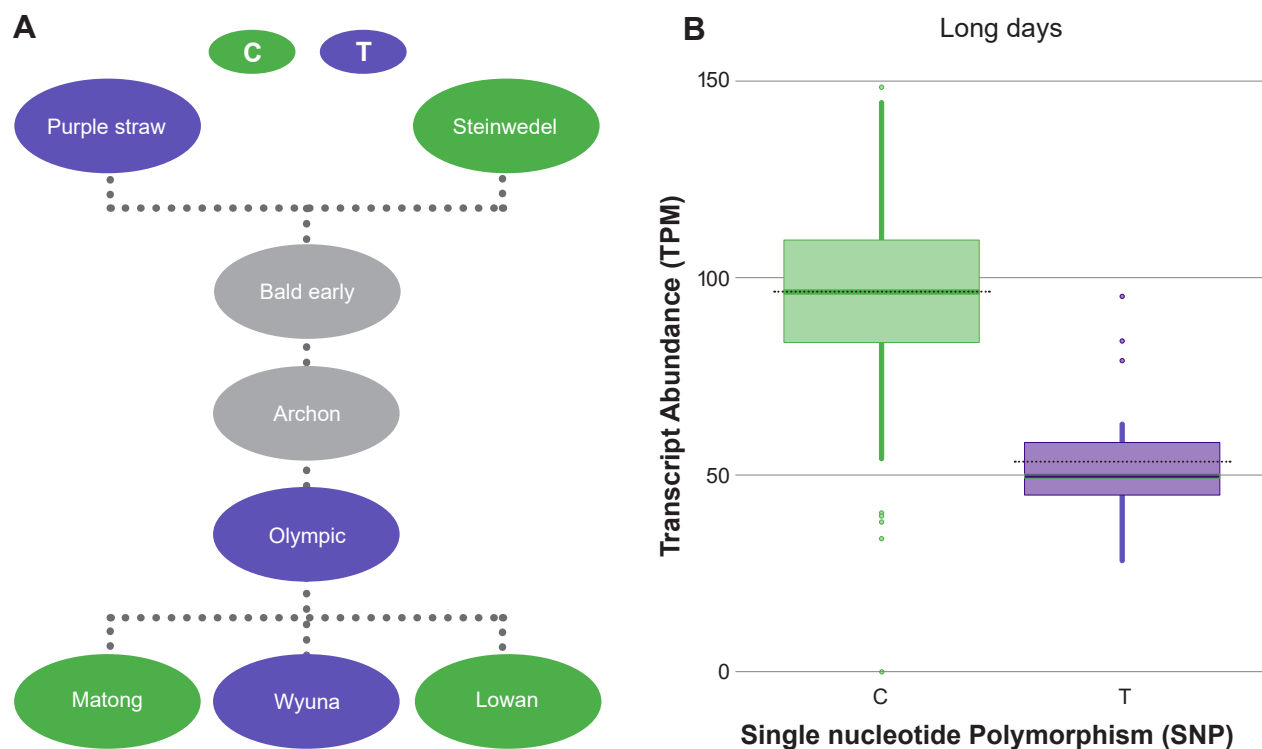 A
C
T
Purple straw
Steinwedel
Bald early
Archon
Olympic
Matong
Wyuna
Lowan
B
Long days
Transcript Abundance (TPM)
150
100
50
0
C
T
Single nucleotide Polymorphism (SNP)